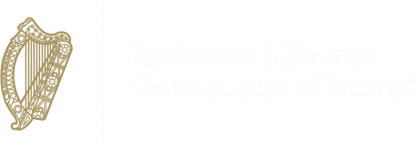 Rialtas na hÉireann
Government of Ireland